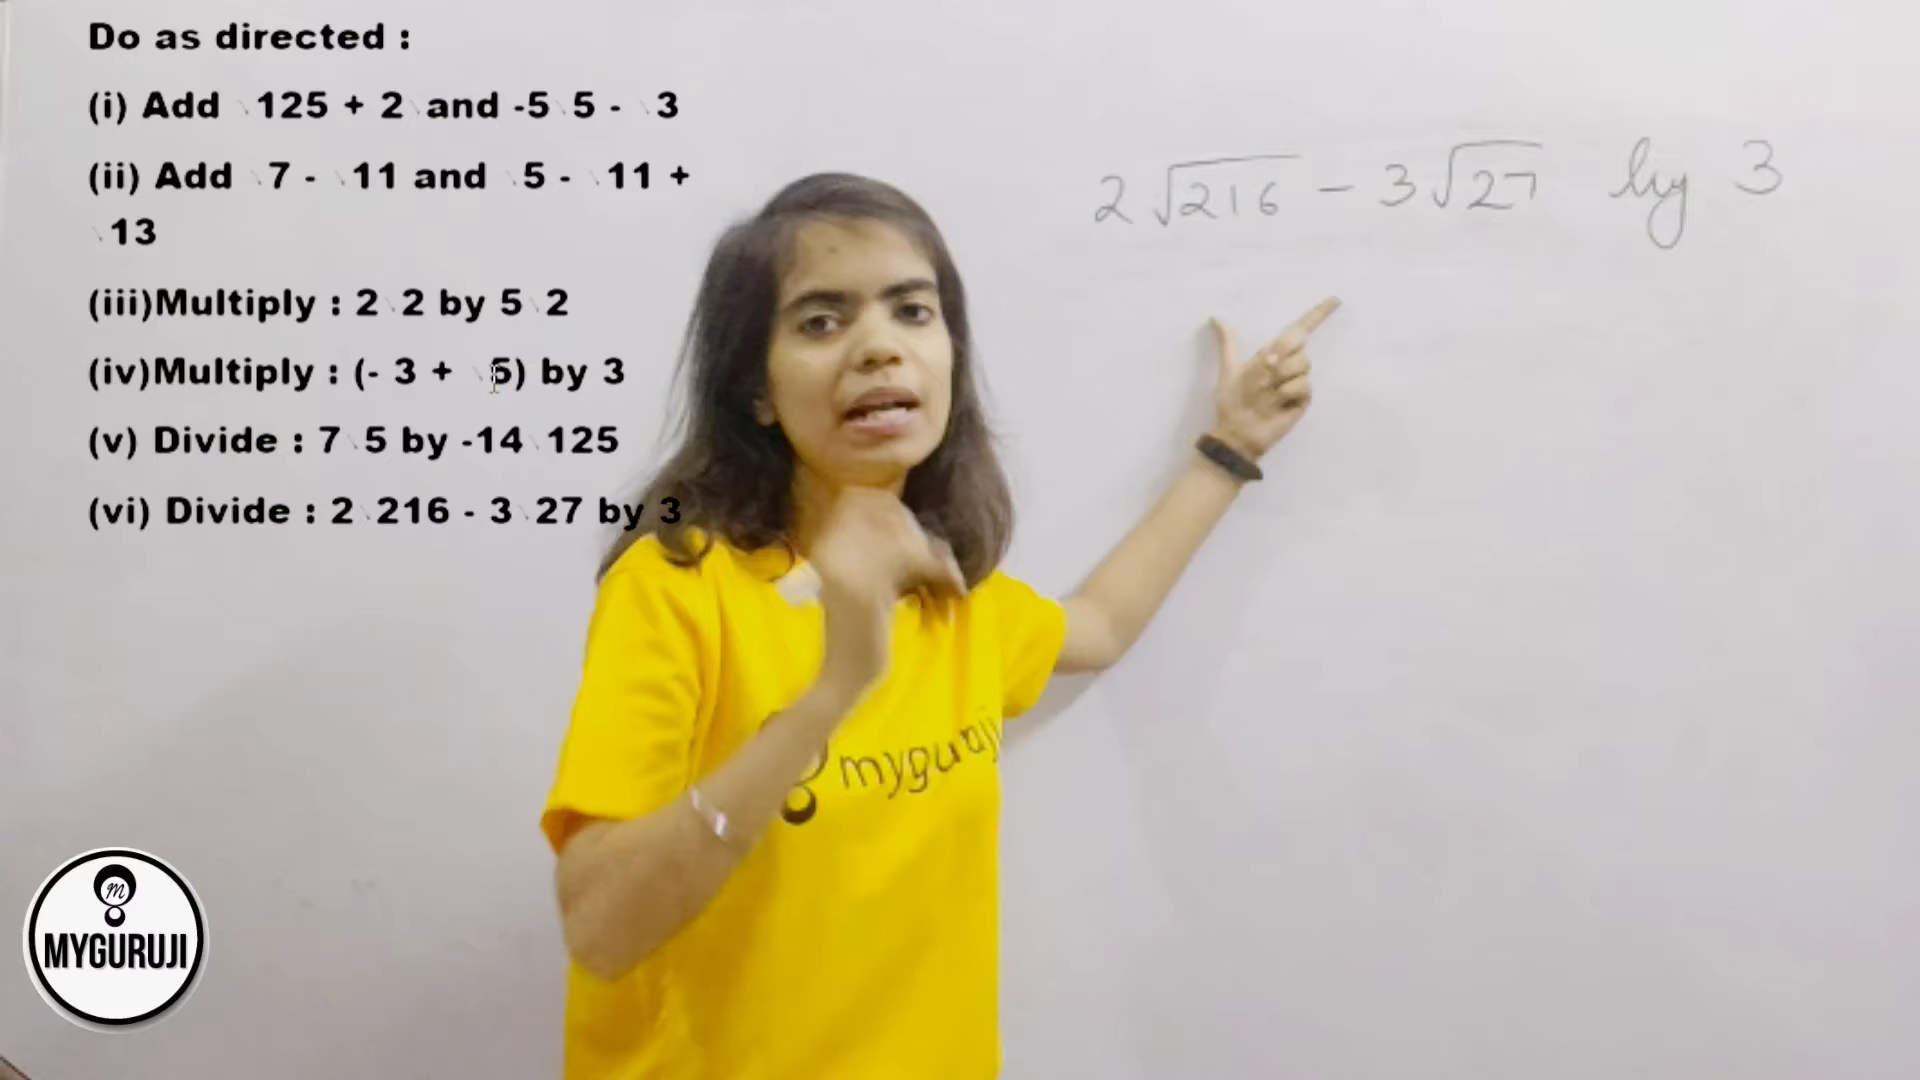 Do as directed :
(i) Add \125 + 2\ and -5\5 - \3
(ii) Add \7 - \11 and \5 - \11 +
\13
(iii)Multiply : 2\2 by 5\2
(iv)Multiply : (- 3 + \5) by 3
(v) Divide : 7\5 by -14\125
(vi) Divide : 2\216 - 3\27 by 3
2√216 - 3√27 by 3
myguruji
m
MYGURUJI